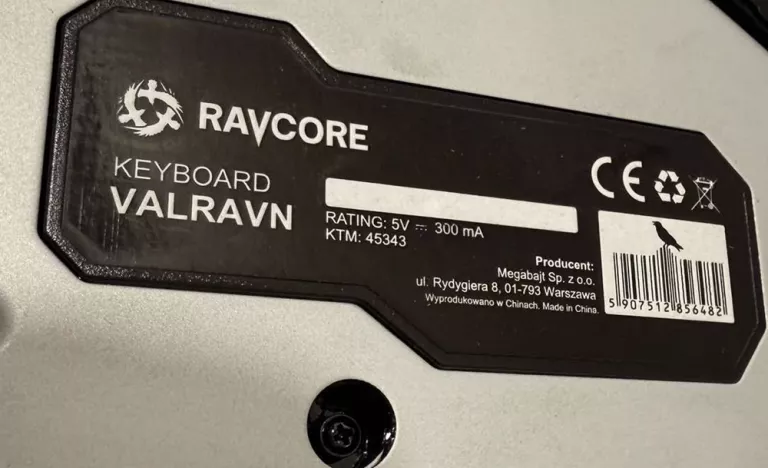 RAVCORE
KEYBOARD
VALRAVN
RATING: 5V ⎓ 300 mA
KTM: 45343
CE
Producent:
Megabajt Sp. z o.o.
ul. Rydygiera 8, 01-793 Warszawa
Wyprodukowano w Chinach. Made in China.
5 907512 856482